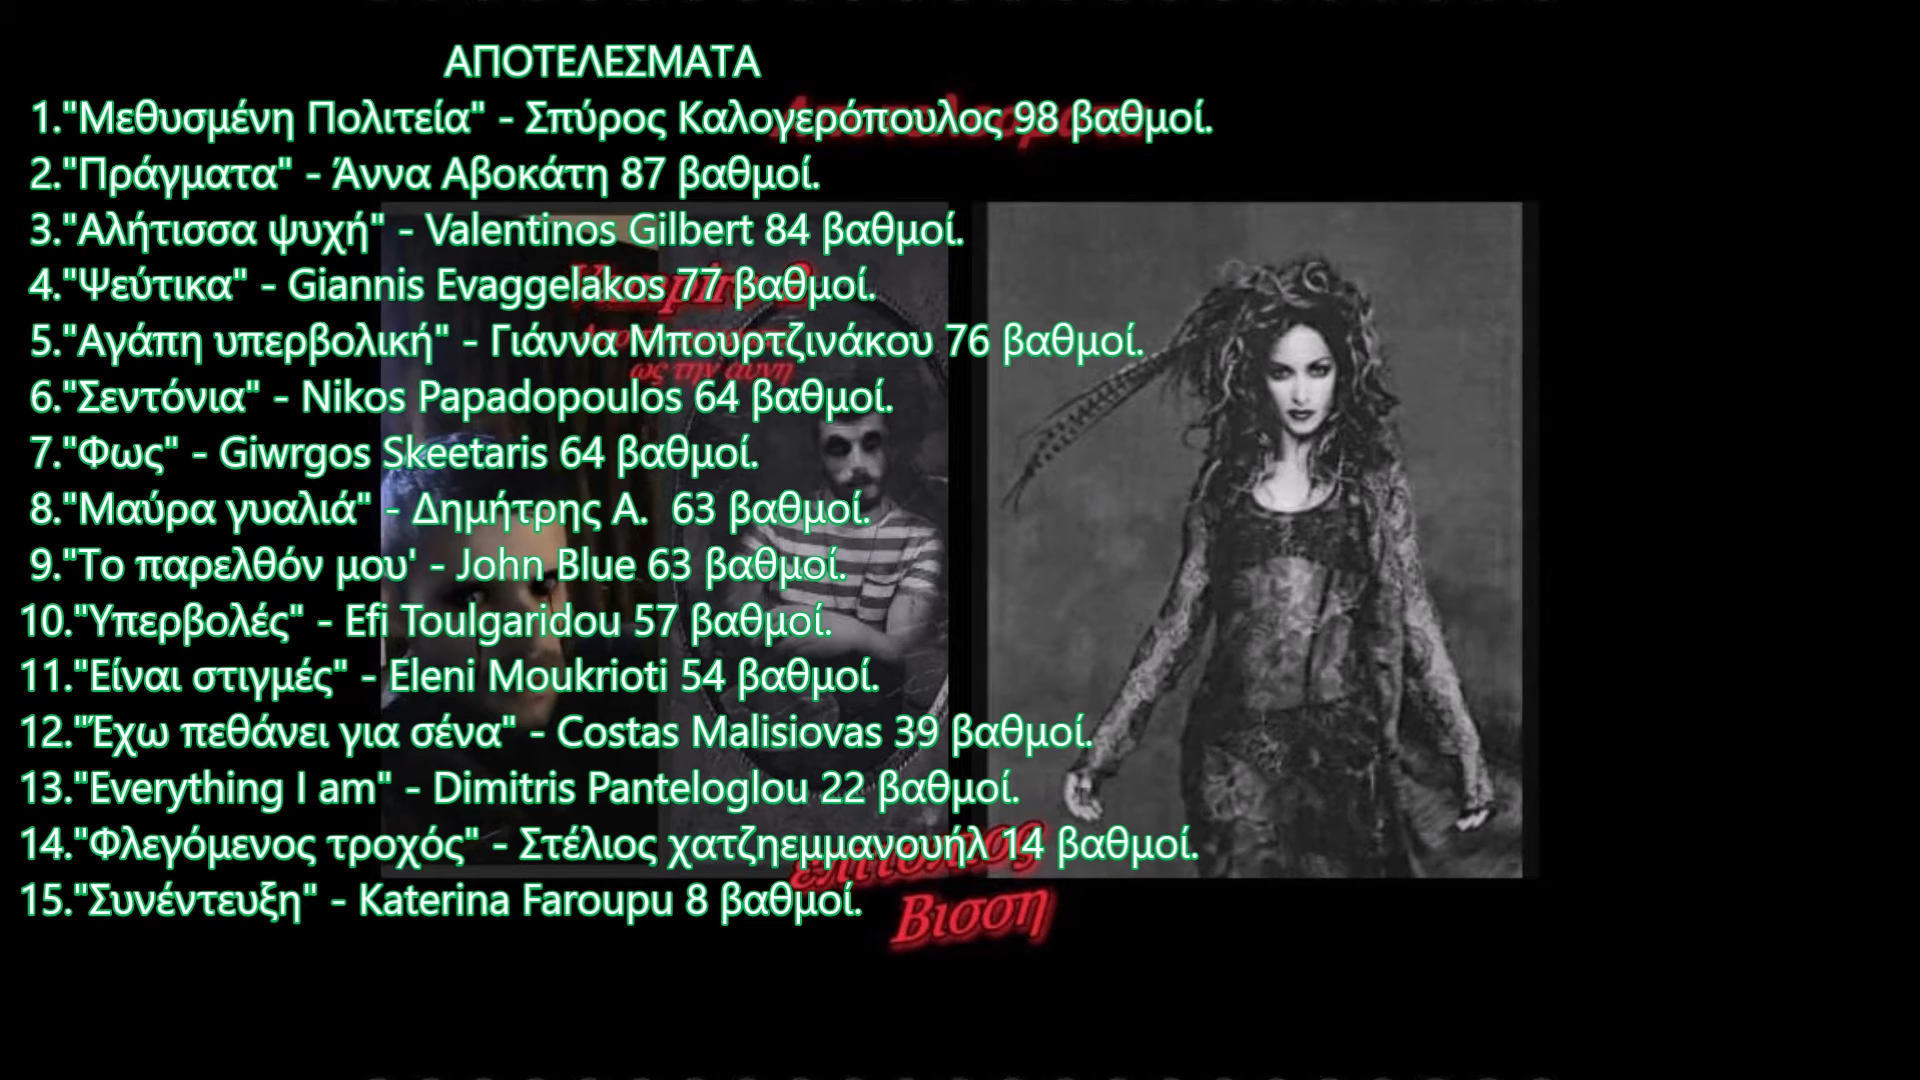 ΑΠΟΤΕΛΕΣΜΑΤΑ
1."Μεθυσμένη Πολιτεία" - Σπύρος Καλογερόπουλος 98 βαθμοί.
2."Πράγματα" - Άννα Αβοκάτη 87 βαθμοί.
3."Αλήτισσα ψυχή" - Valentinos Gilbert 84 βαθμοί.
4."Ψεύτικα" - Giannis Evaggelakos 77 βαθμοί.
5."Αγάπη υπερβολική" - Γιάννα Μπουρτζινάκου 76 βαθμοί.
ως την
6."Σεντόνια" - Nikos Papadopoulos 64 βαθμοί.
7."Φως" - Giwrgos Skeetaris 64 βαθμοί.
8."Μαύρα γυαλιά" - Δημήτρης Α.  63 βαθμοί.
9."Το παρελθόν μου' - John Blue 63 βαθμοί.
10."Υπερβολές" - Efi Toulgaridou 57 βαθμοί.
11."Είναι στιγμές" - Eleni Moukrioti 54 βαθμοί.
12."Έχω πεθάνει για σένα" - Costas Malisiovas 39 βαθμοί.
13."Everything I am" - Dimitris Panteloglou 22 βαθμοί.
14."Φλεγόμενος τροχός" - Στέλιος χατζηεμμανουήλ 14 βαθμοί.
15."Συνέντευξη" - Katerina Faroupu 8 βαθμοί.
Βισση